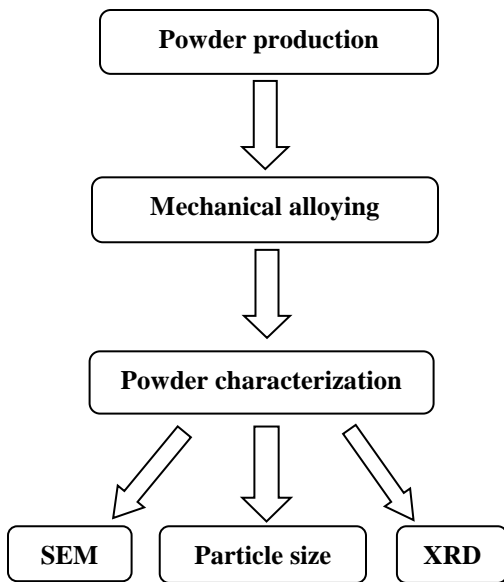 Powder production
Mechanical alloying
Powder characterization
SEM
Particle size
XRD